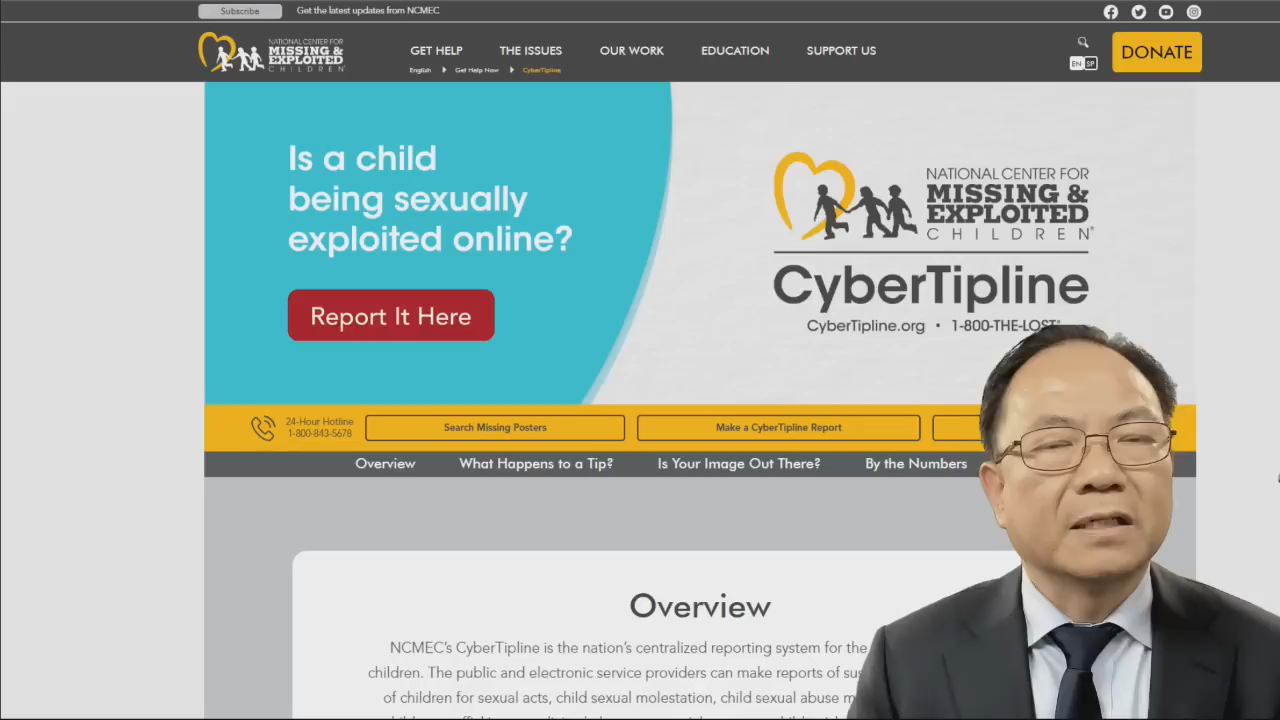 Subscribe
Get the latest updates from NCMEC
NATIONAL CENTER FOR
MISSING &
EXPLOITED
CHILDREN
GET HELP
THE ISSUES
OUR WORK
EDUCATION
SUPPORT US
English
Get Help Now
CyberTipline
EN SP
DONATE
Is a child
being sexually
exploited online?
Report It Here
NATIONAL CENTER FOR
MISSING &
EXPLOITED
CHILDREN®
CyberTipline
CyberTipline.org • 1-800-THE-LOST®
24-Hour Hotline
1-800-843-5678
Search Missing Posters
Make a CyberTipline Report
Overview
What Happens to a Tip?
Is Your Image Out There?
By the Numbers
Overview
NCMEC's CyberTipline is the nation's centralized reporting system for the
children. The public and electronic service providers can make reports of
of children for sexual acts, child sexual molestation, child sexual abuse